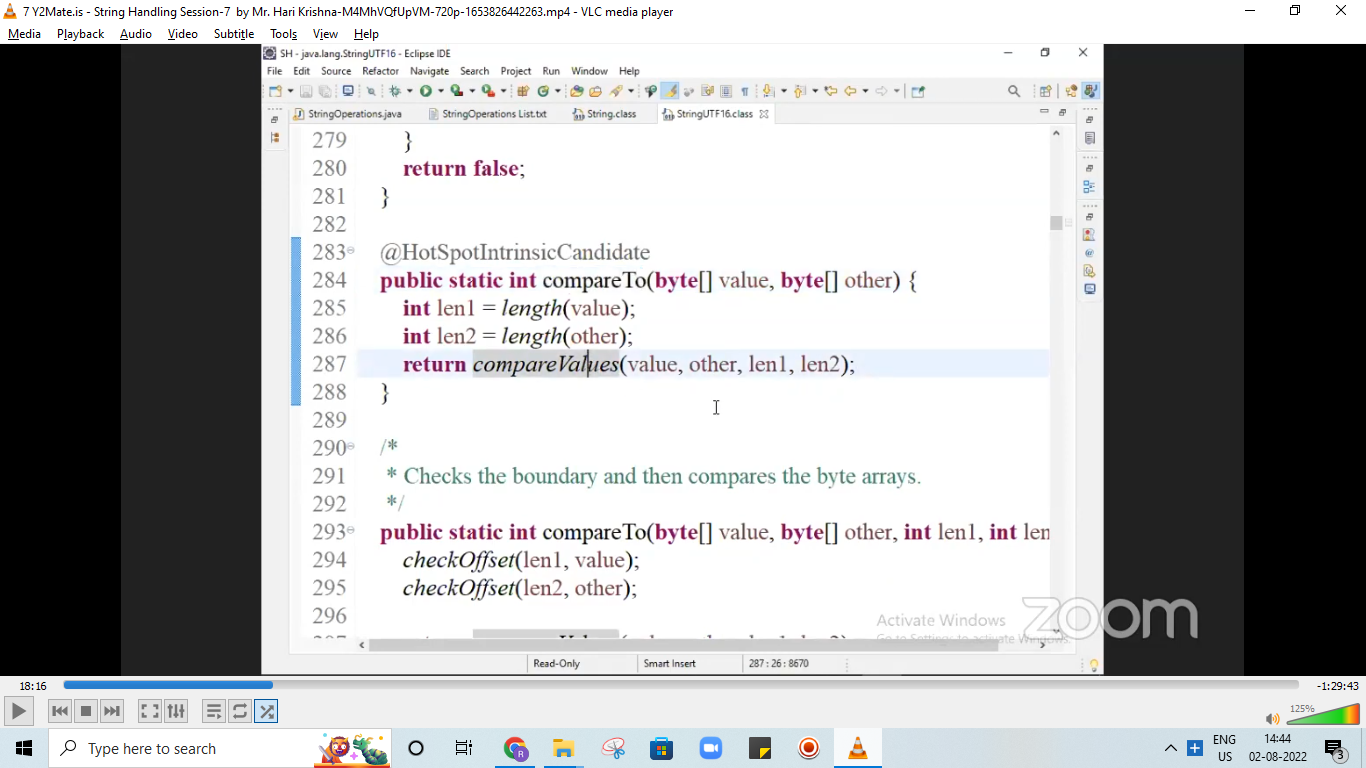 7 Y2Mate.is - String Handling Session-7 by Mr. Hari Krishna-M4MhVQfUpVM-720p-1653826442263.mp4 - VLC media player
Media Playback Audio Video Subtitle Tools View Help
SH - java.lang.StringUTF16 - Eclipse IDE
File Edit Source Refactor Navigate Search Project Run Window Help
StringOperations.java StringOperations List.txt String.class StringUTF16.class
279 }
280 return false;
281 }
282
283 @HotSpotIntrinsicCandidate
284 public static int compareTo(byte[] value, byte[] other) {
285 int len1 = length(value);
286 int len2 = length(other);
287 return compareValues(value, other, len1, len2);
288 }
289
290 /*
291 * Checks the boundary and then compares the byte arrays.
292 */
293 public static int compareTo(byte[] value, byte[] other, int len1, int len
294 checkOffset(len1, value);
295 checkOffset(len2, other);
296
Activate Windows
Go to Settings to activate Windows.
zoom
Read-Only Smart Insert 287 : 26 : 8670
18:16 -1:29:43
125%
Type here to search
ENG
IN
14:44
02-08-2022
3